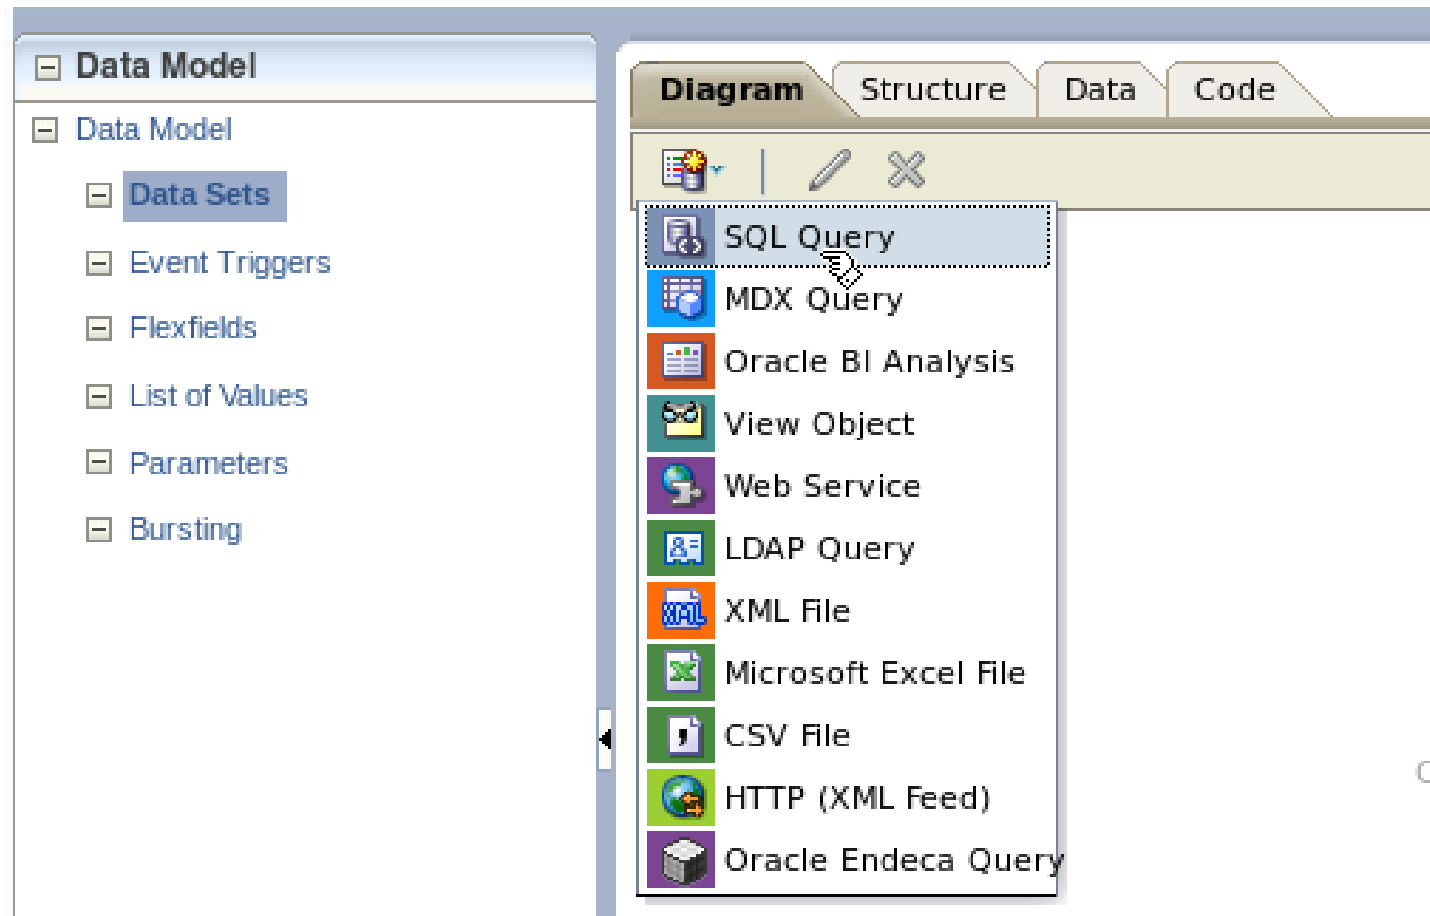 Data Model
Data Model
Data Sets
Event Triggers
Flexfields
List of Values
Parameters
Bursting
Diagram Structure Data Code
SQL Query
MDX Query
Oracle BI Analysis
View Object
Web Service
LDAP Query
XML File
Microsoft Excel File
CSV File
HTTP (XML Feed)
Oracle Endeca Query